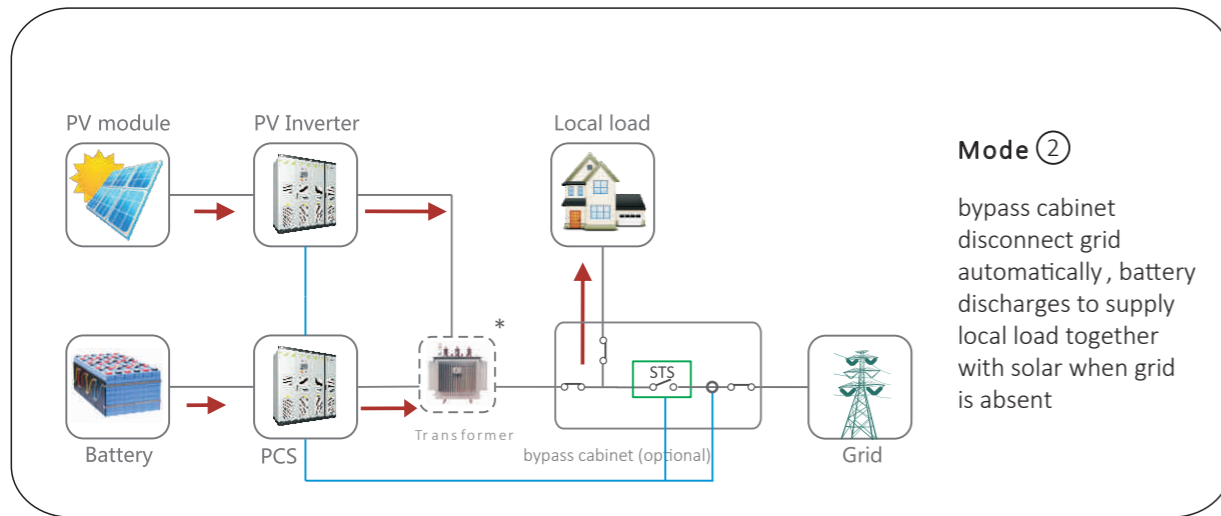 PV module
PV Inverter
Local load
Mode 2
bypass cabinet
disconnect grid
automatically , battery
discharges to supply
local load together
with solar when grid
is absent
*
STS
Transformer
Battery
PCS
bypass cabinet (optional)
Grid